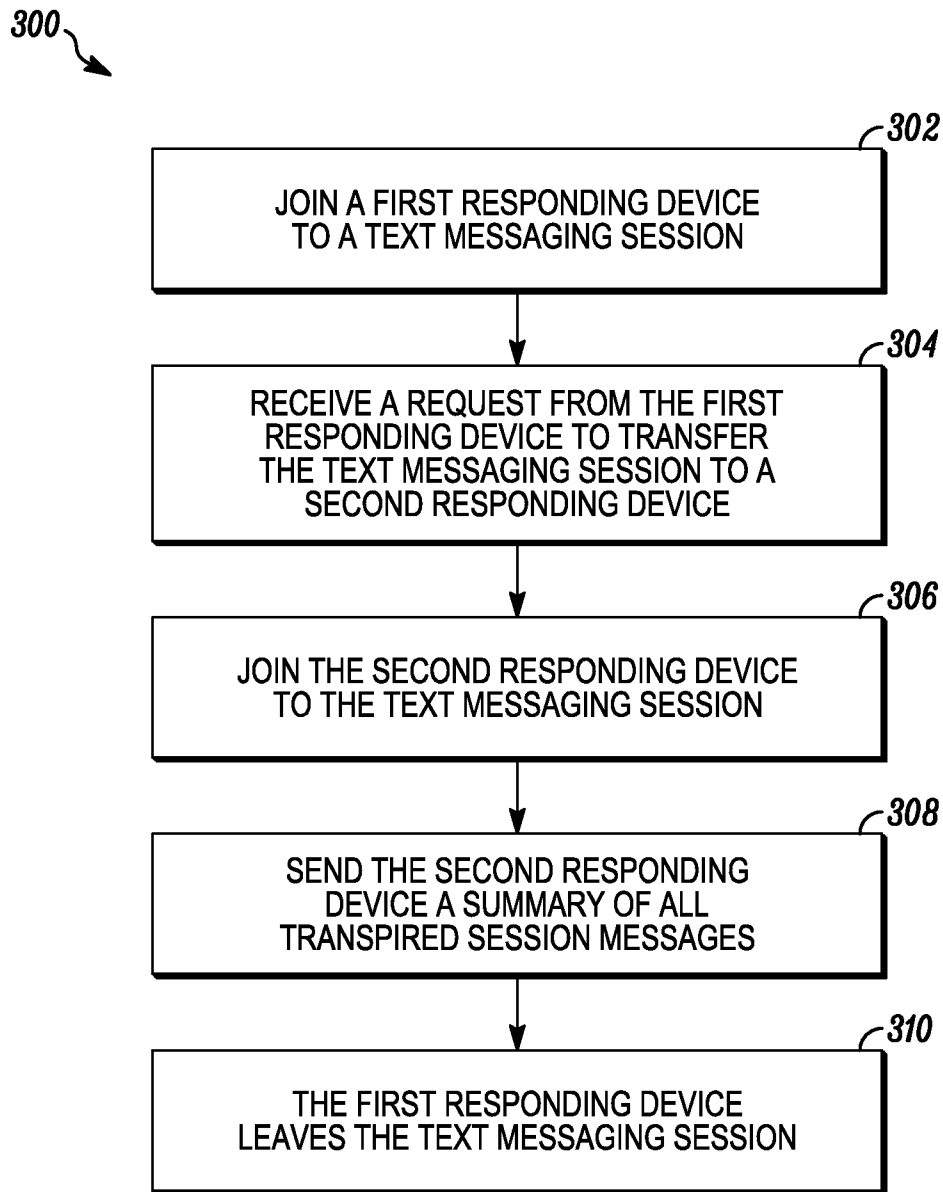 300
302
JOIN A FIRST RESPONDING DEVICE
TO A TEXT MESSAGING SESSION
304
RECEIVE A REQUEST FROM THE FIRST
RESPONDING DEVICE TO TRANSFER
THE TEXT MESSAGING SESSION TO A
SECOND RESPONDING DEVICE
306
JOIN THE SECOND RESPONDING DEVICE
TO THE TEXT MESSAGING SESSION
308
SEND THE SECOND RESPONDING
DEVICE A SUMMARY OF ALL
TRANSPIRED SESSION MESSAGES
310
THE FIRST RESPONDING DEVICE
LEAVES THE TEXT MESSAGING SESSION